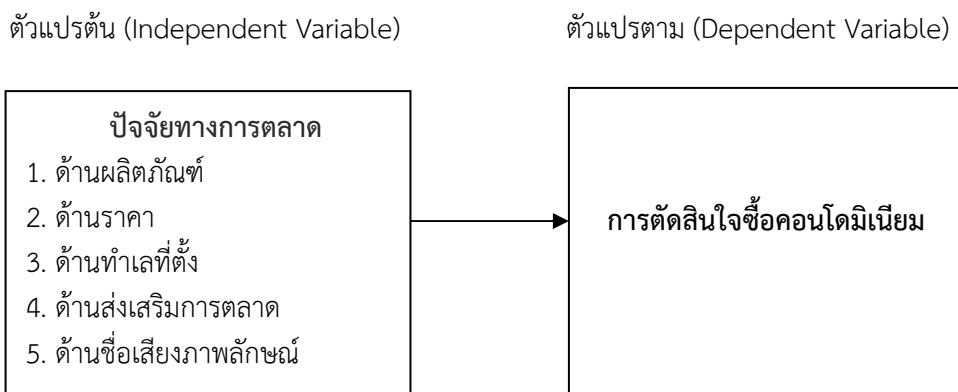 ตัวแปรต้น (Independent Variable)
ตัวแปรตาม (Dependent Variable)
ปัจจัยทางการตลาด
1. ด้านผลิตภัณฑ์
2. ด้านราคา
3. ด้านทำเลที่ตั้ง
4. ด้านส่งเสริมการตลาด
5. ด้านชื่อเสียงภาพลักษณ์
การตัดสินใจซื้อคอนโดมิเนียม